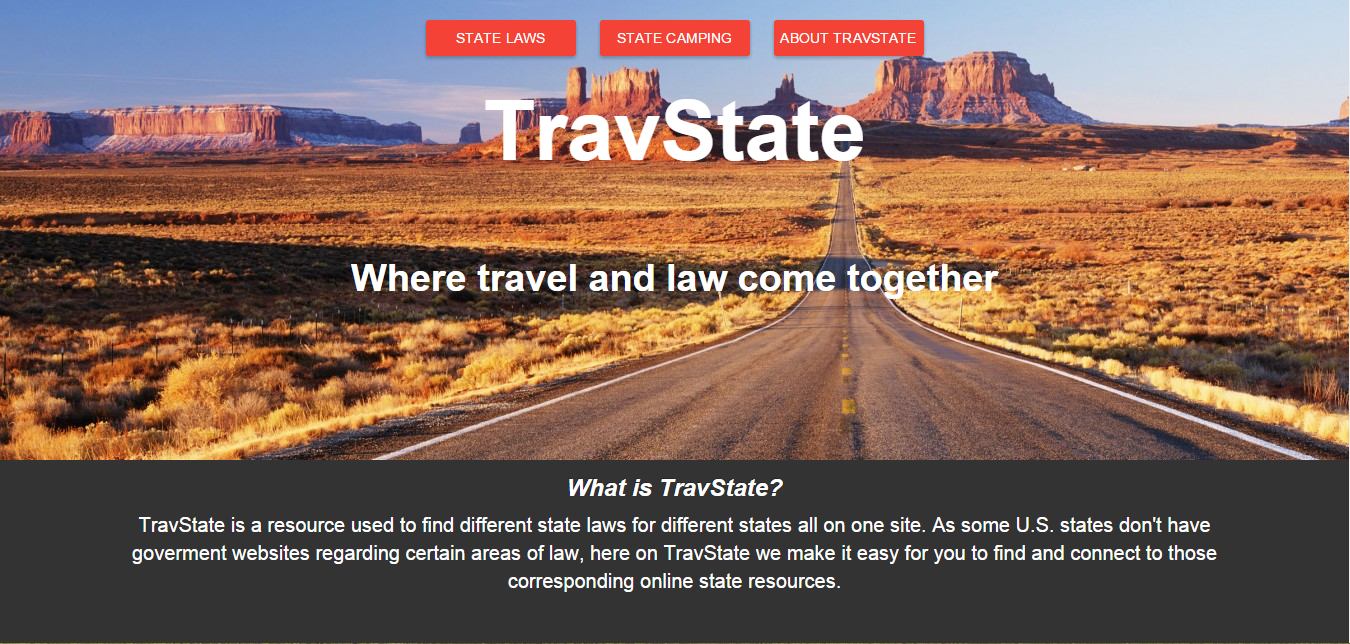 STATE LAWS STATE CAMPING ABOUT TRAVSTATE
TravState
Where travel and law come together
What is TravState?
TravState is a resource used to find different state laws for different states all on one site. As some U.S. states don't have
goverment websites regarding certain areas of law, here on TravState we make it easy for you to find and connect to those
corresponding online state resources.